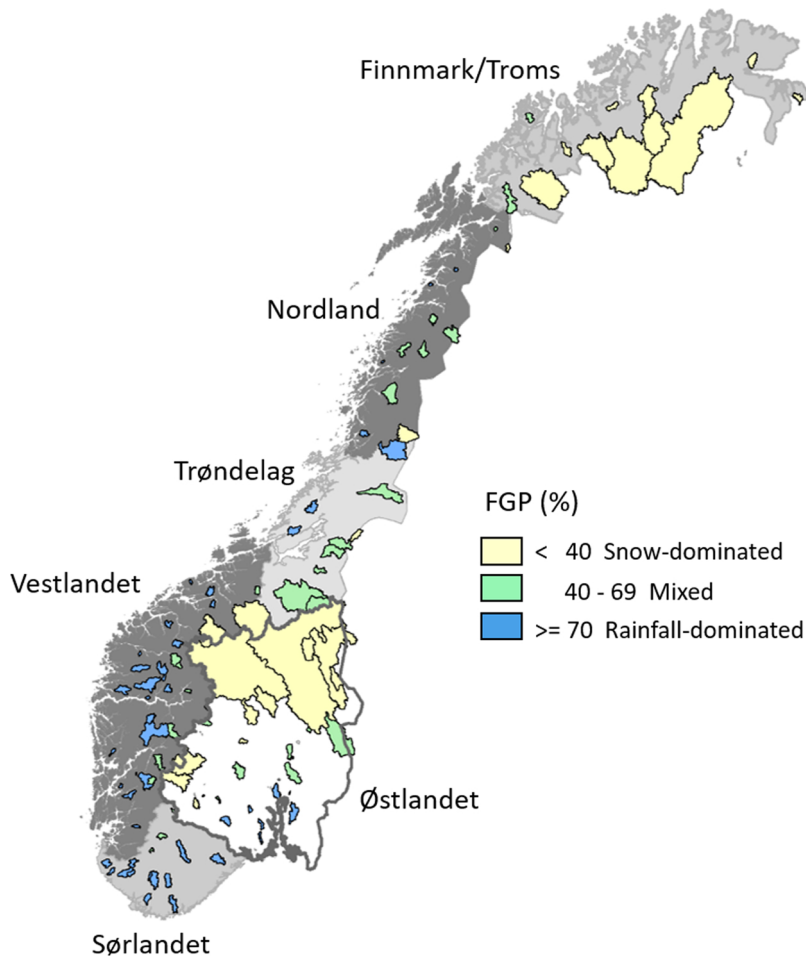 Finnmark/Troms
Nordland
Trøndelag
FGP (%)
< 40 Snow-dominated
Vestlandet
40 - 69 Mixed
>= 70 Rainfall-dominated
Østlandet
Sørlandet